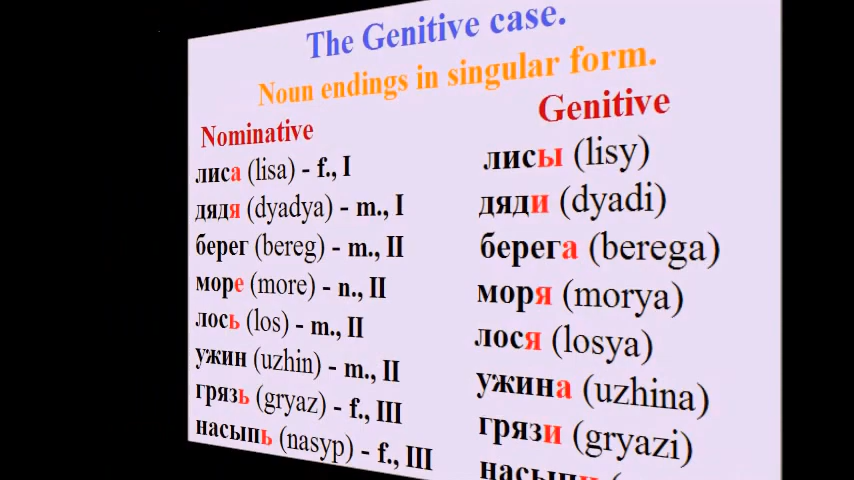 The Genitive case.
Noun endings in singular form.
Nominative Genitive
лиса (lisa) - f., I лисы (lisy)
дядя (dyadya) - m., I дяди (dyadi)
берег (bereg) - m., II берега (berega)
море (more) - n., II моря (morya)
лось (los) - m., II лося (losya)
ужин (uzhin) - m., II ужина (uzhina)
грязь (gryaz) - f., III грязи (gryazi)
насыпь (nasyp) - f., III